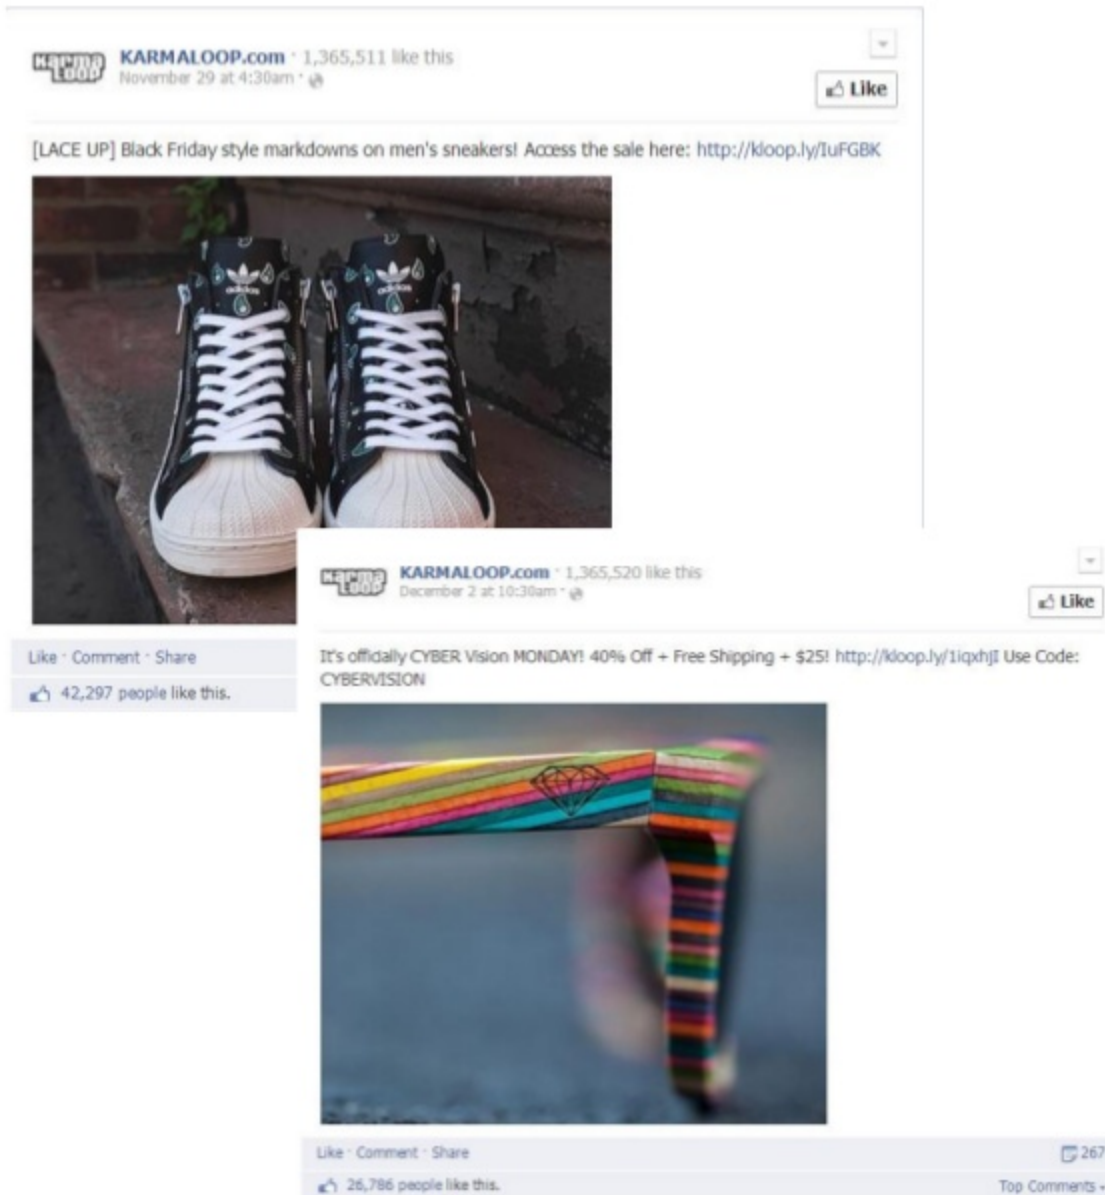 Karma Loop
KARMALOOP.com · 1,365,511 like this
November 29 at 4:30am ·
Like
[LACE UP] Black Friday style markdowns on men's sneakers! Access the sale here: http://kloop.ly/IuFGBK
adidas adidas
Like · Comment · Share
42,297 people like this.
Karma Loop
KARMALOOP.com · 1,365,520 like this
December 2 at 10:30am ·
Like
It's officially CYBER Vision MONDAY! 40% Off + Free Shipping + $25! http://kloop.ly/1iqxhjI Use Code:
CYBERVISION
Like · Comment · Share
267
26,786 people like this.
Top Comments